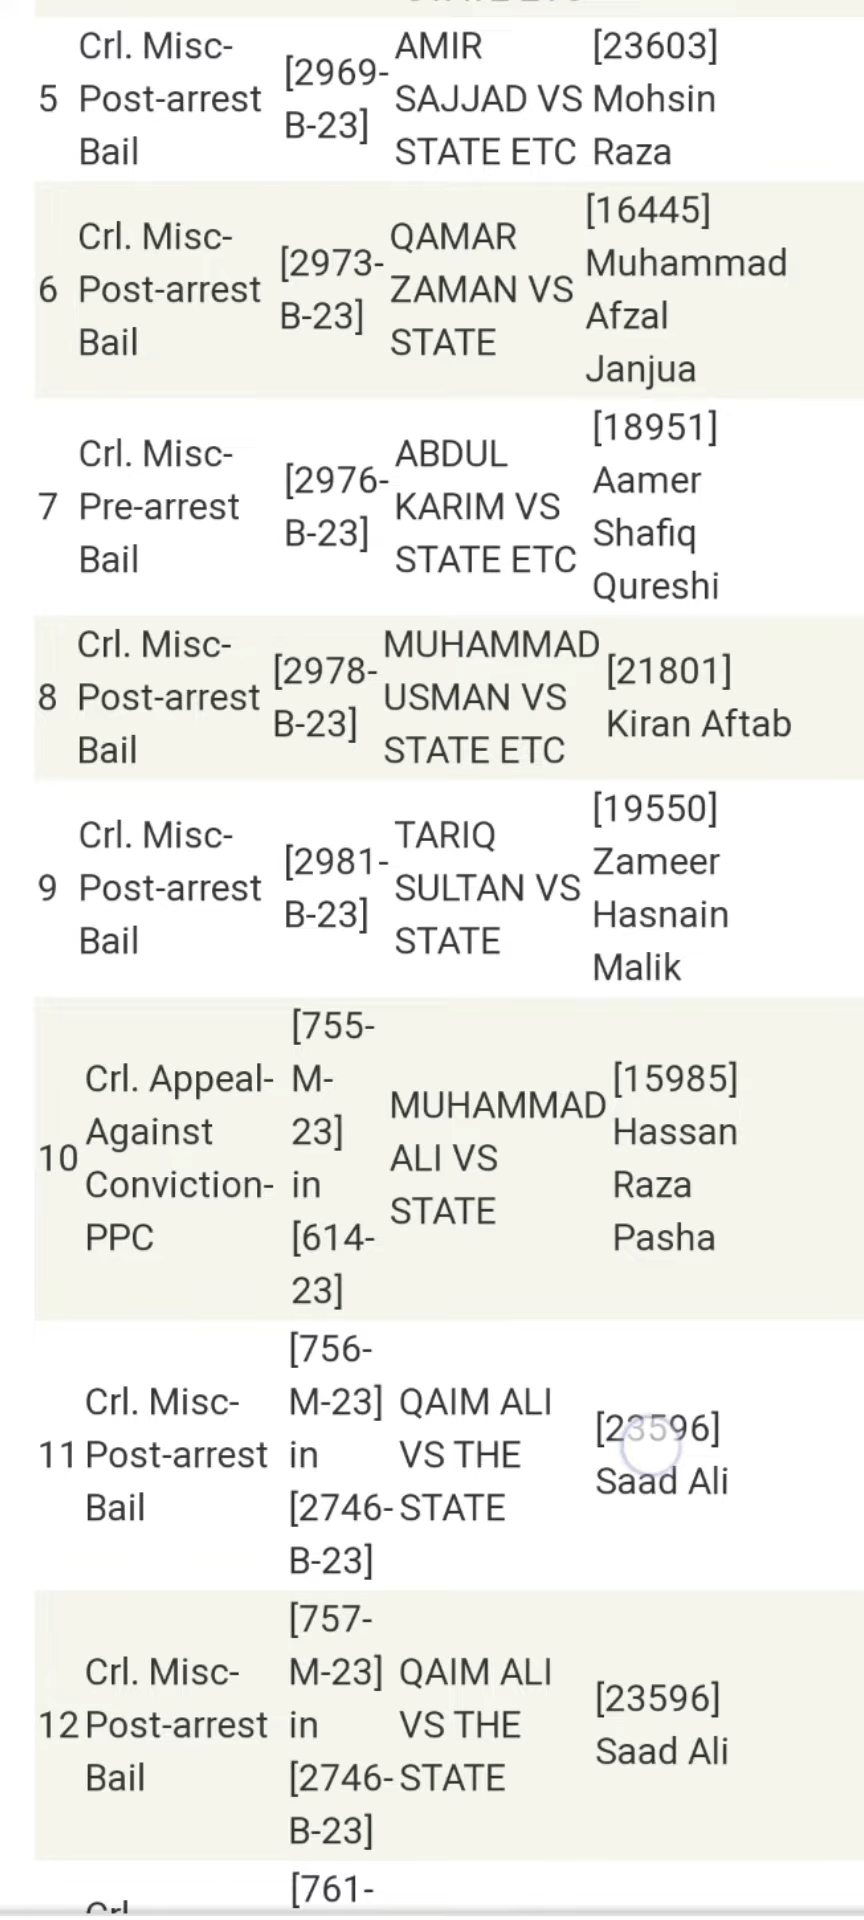 5 Crl. Misc-Post-arrest Bail [2969-B-23] AMIR SAJJAD VS STATE ETC [23603] Mohsin Raza
6 Crl. Misc-Post-arrest Bail [2973-B-23] QAMAR ZAMAN VS STATE [16445] Muhammad Afzal Janjua
7 Crl. Misc-Pre-arrest Bail [2976-B-23] ABDUL KARIM VS STATE ETC [18951] Aamer Shafiq Qureshi
8 Crl. Misc-Post-arrest Bail [2978-B-23] MUHAMMAD USMAN VS STATE ETC [21801] Kiran Aftab
9 Crl. Misc-Post-arrest Bail [2981-B-23] TARIQ SULTAN VS STATE [19550] Zameer Hasnain Malik
10 Crl. Appeal-Against Conviction-PPC [755-M-23] in [614-23] MUHAMMAD ALI VS STATE [15985] Hassan Raza Pasha
11 Crl. Misc-Post-arrest Bail [756-M-23] in [2746-B-23] QAIM ALI VS THE STATE [23596] Saad Ali
12 Crl. Misc-Post-arrest Bail [757-M-23] in [2746-B-23] QAIM ALI VS THE STATE [23596] Saad Ali
[761-